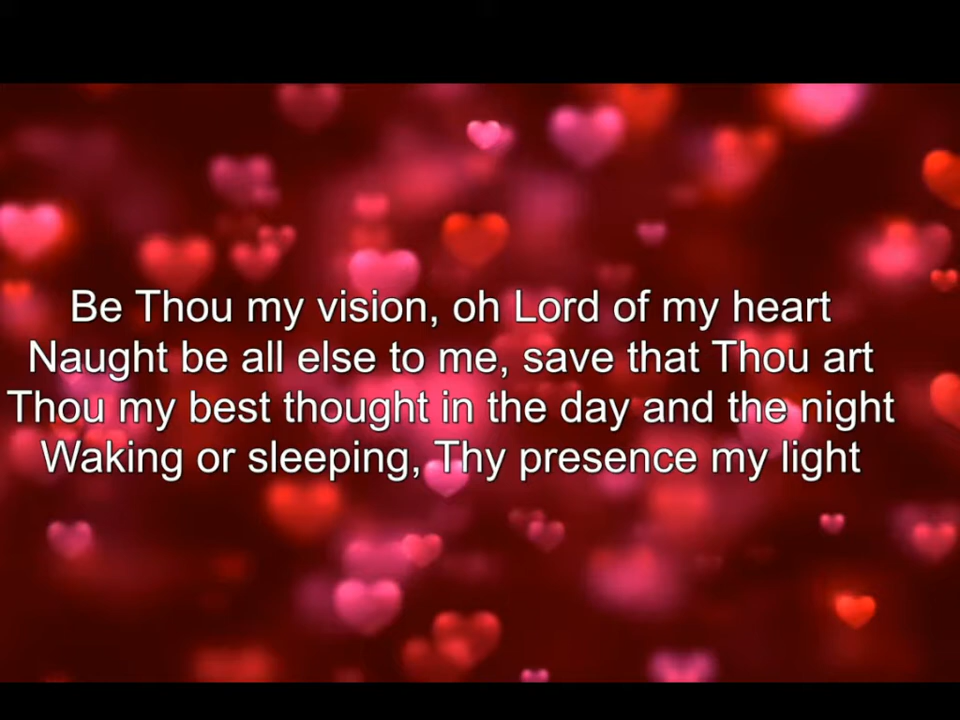 Be Thou my vision, oh Lord of my heart
Naught be all else to me, save that Thou art
Thou my best thought in the day and the night
Waking or sleeping, Thy presence my light